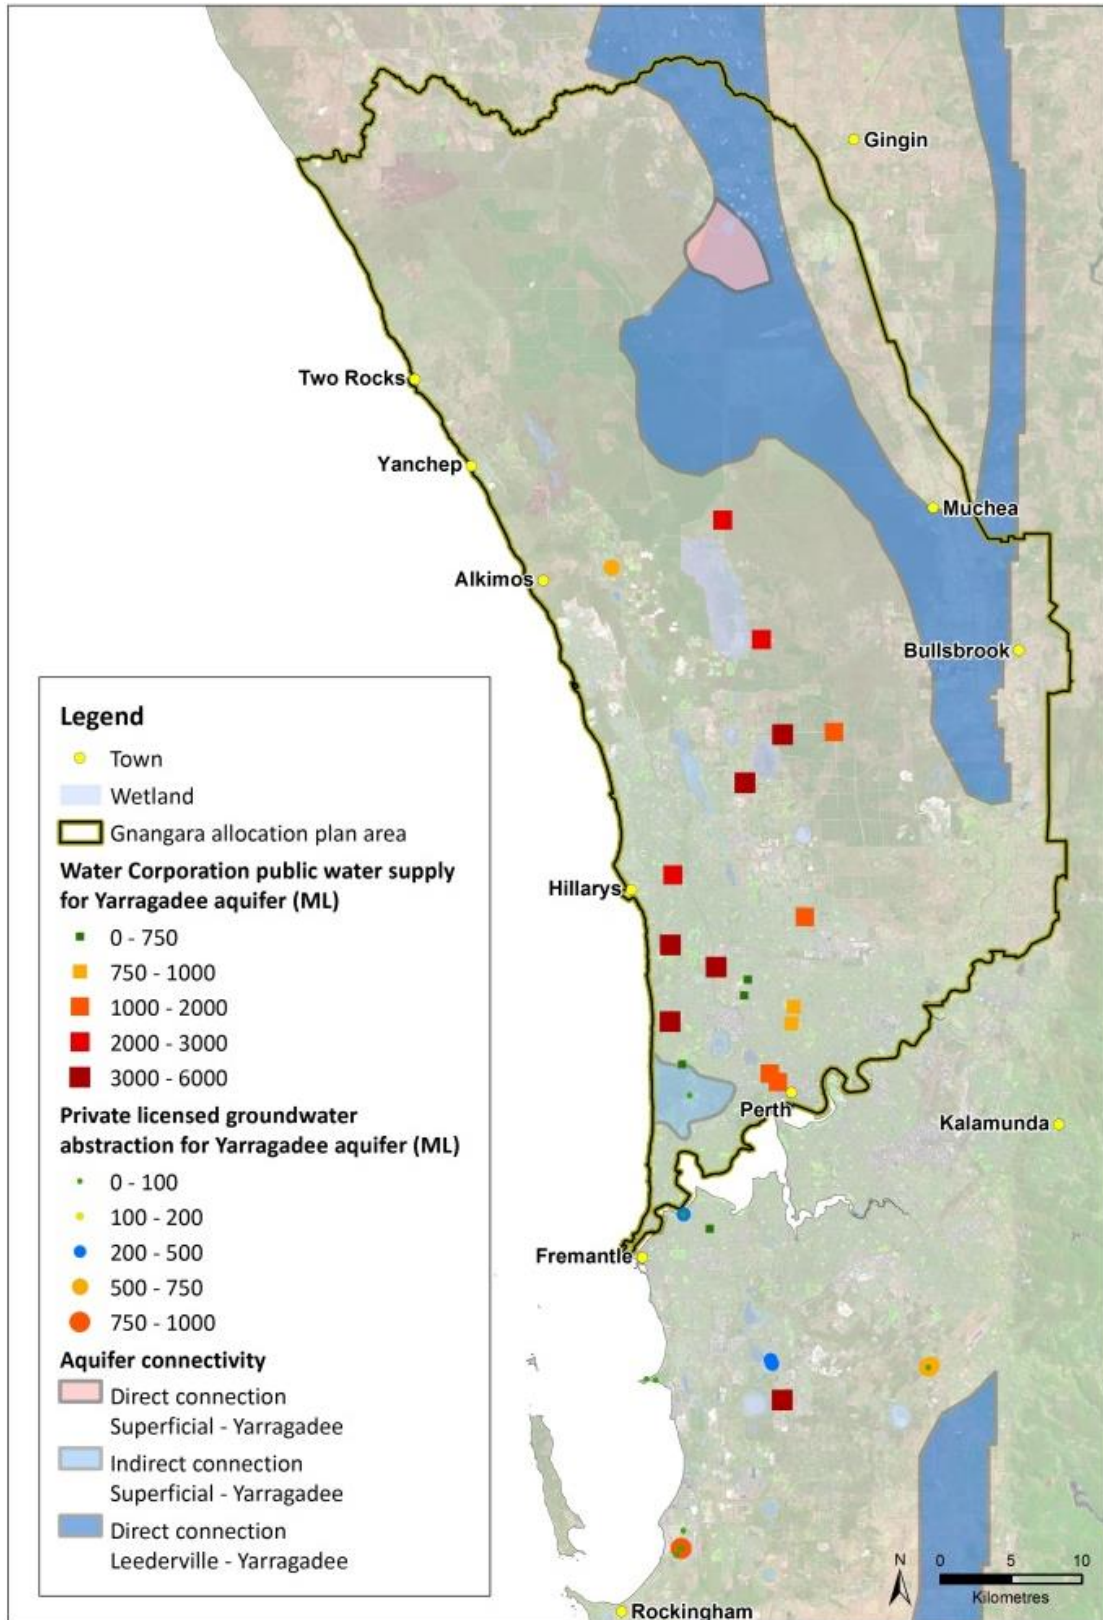 Gingin
Two Rocks
Yanchep
Muchea
Alkimos
Bullsbrook
Hillarys
Perth
Kalamunda
Fremantle
Rockingham
Legend
Town
Wetland
Gnangara allocation plan area
Water Corporation public water supply
for Yarragadee aquifer (ML)
0 - 750
750 - 1000
1000 - 2000
2000 - 3000
3000 - 6000
Private licensed groundwater
abstraction for Yarragadee aquifer (ML)
0 - 100
100 - 200
200 - 500
500 - 750
750 - 1000
Aquifer connectivity
Direct connection
Superficial - Yarragadee
Indirect connection
Superficial - Yarragadee
Direct connection
Leederville - Yarragadee
N
0 5 10
Kilometres